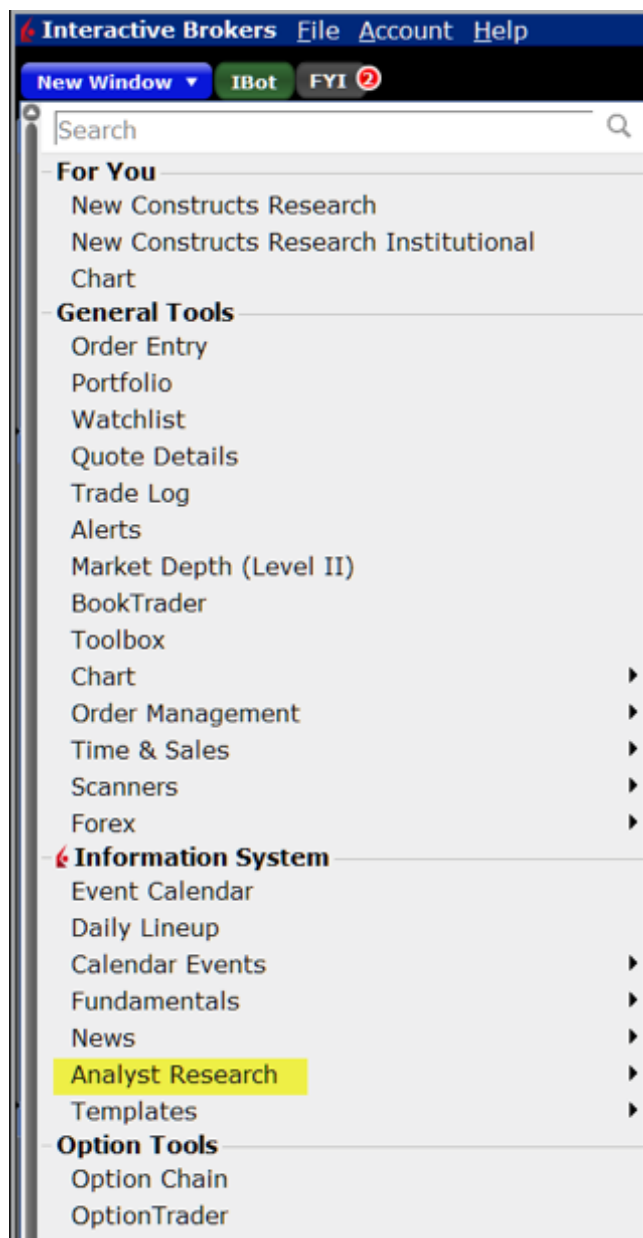 Interactive Brokers File Account Help
New Window ▼ IBot FYI 2
Search
For You
New Constructs Research
New Constructs Research Institutional
Chart
General Tools
Order Entry
Portfolio
Watchlist
Quote Details
Trade Log
Alerts
Market Depth (Level II)
BookTrader
Toolbox
Chart
Order Management
Time & Sales
Scanners
Forex
Information System
Event Calendar
Daily Lineup
Calendar Events
Fundamentals
News
Analyst Research
Templates
Option Tools
Option Chain
OptionTrader